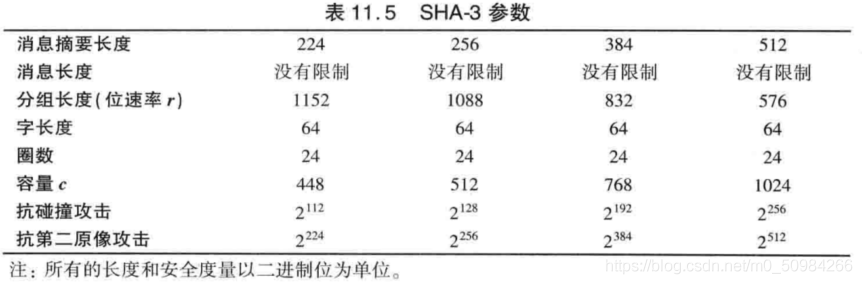 表 11.5 SHA-3 参数
消息摘要长度 224 256 384 512
消息长度 没有限制 没有限制 没有限制 没有限制
分组长度(位速率 r) 1152 1088 832 576
字长度 64 64 64 64
圈数 24 24 24 24
容量 c 448 512 768 1024
抗碰撞攻击 2¹¹² 2¹²⁸ 2¹⁹² 2²⁵⁶
抗第二原像攻击 2²²⁴ 2²⁵⁶ 2³⁸⁴ 2⁵¹²
注：所有的长度和安全度量以二进制位为单位。
https://blog.csdn.net/m0_50984266